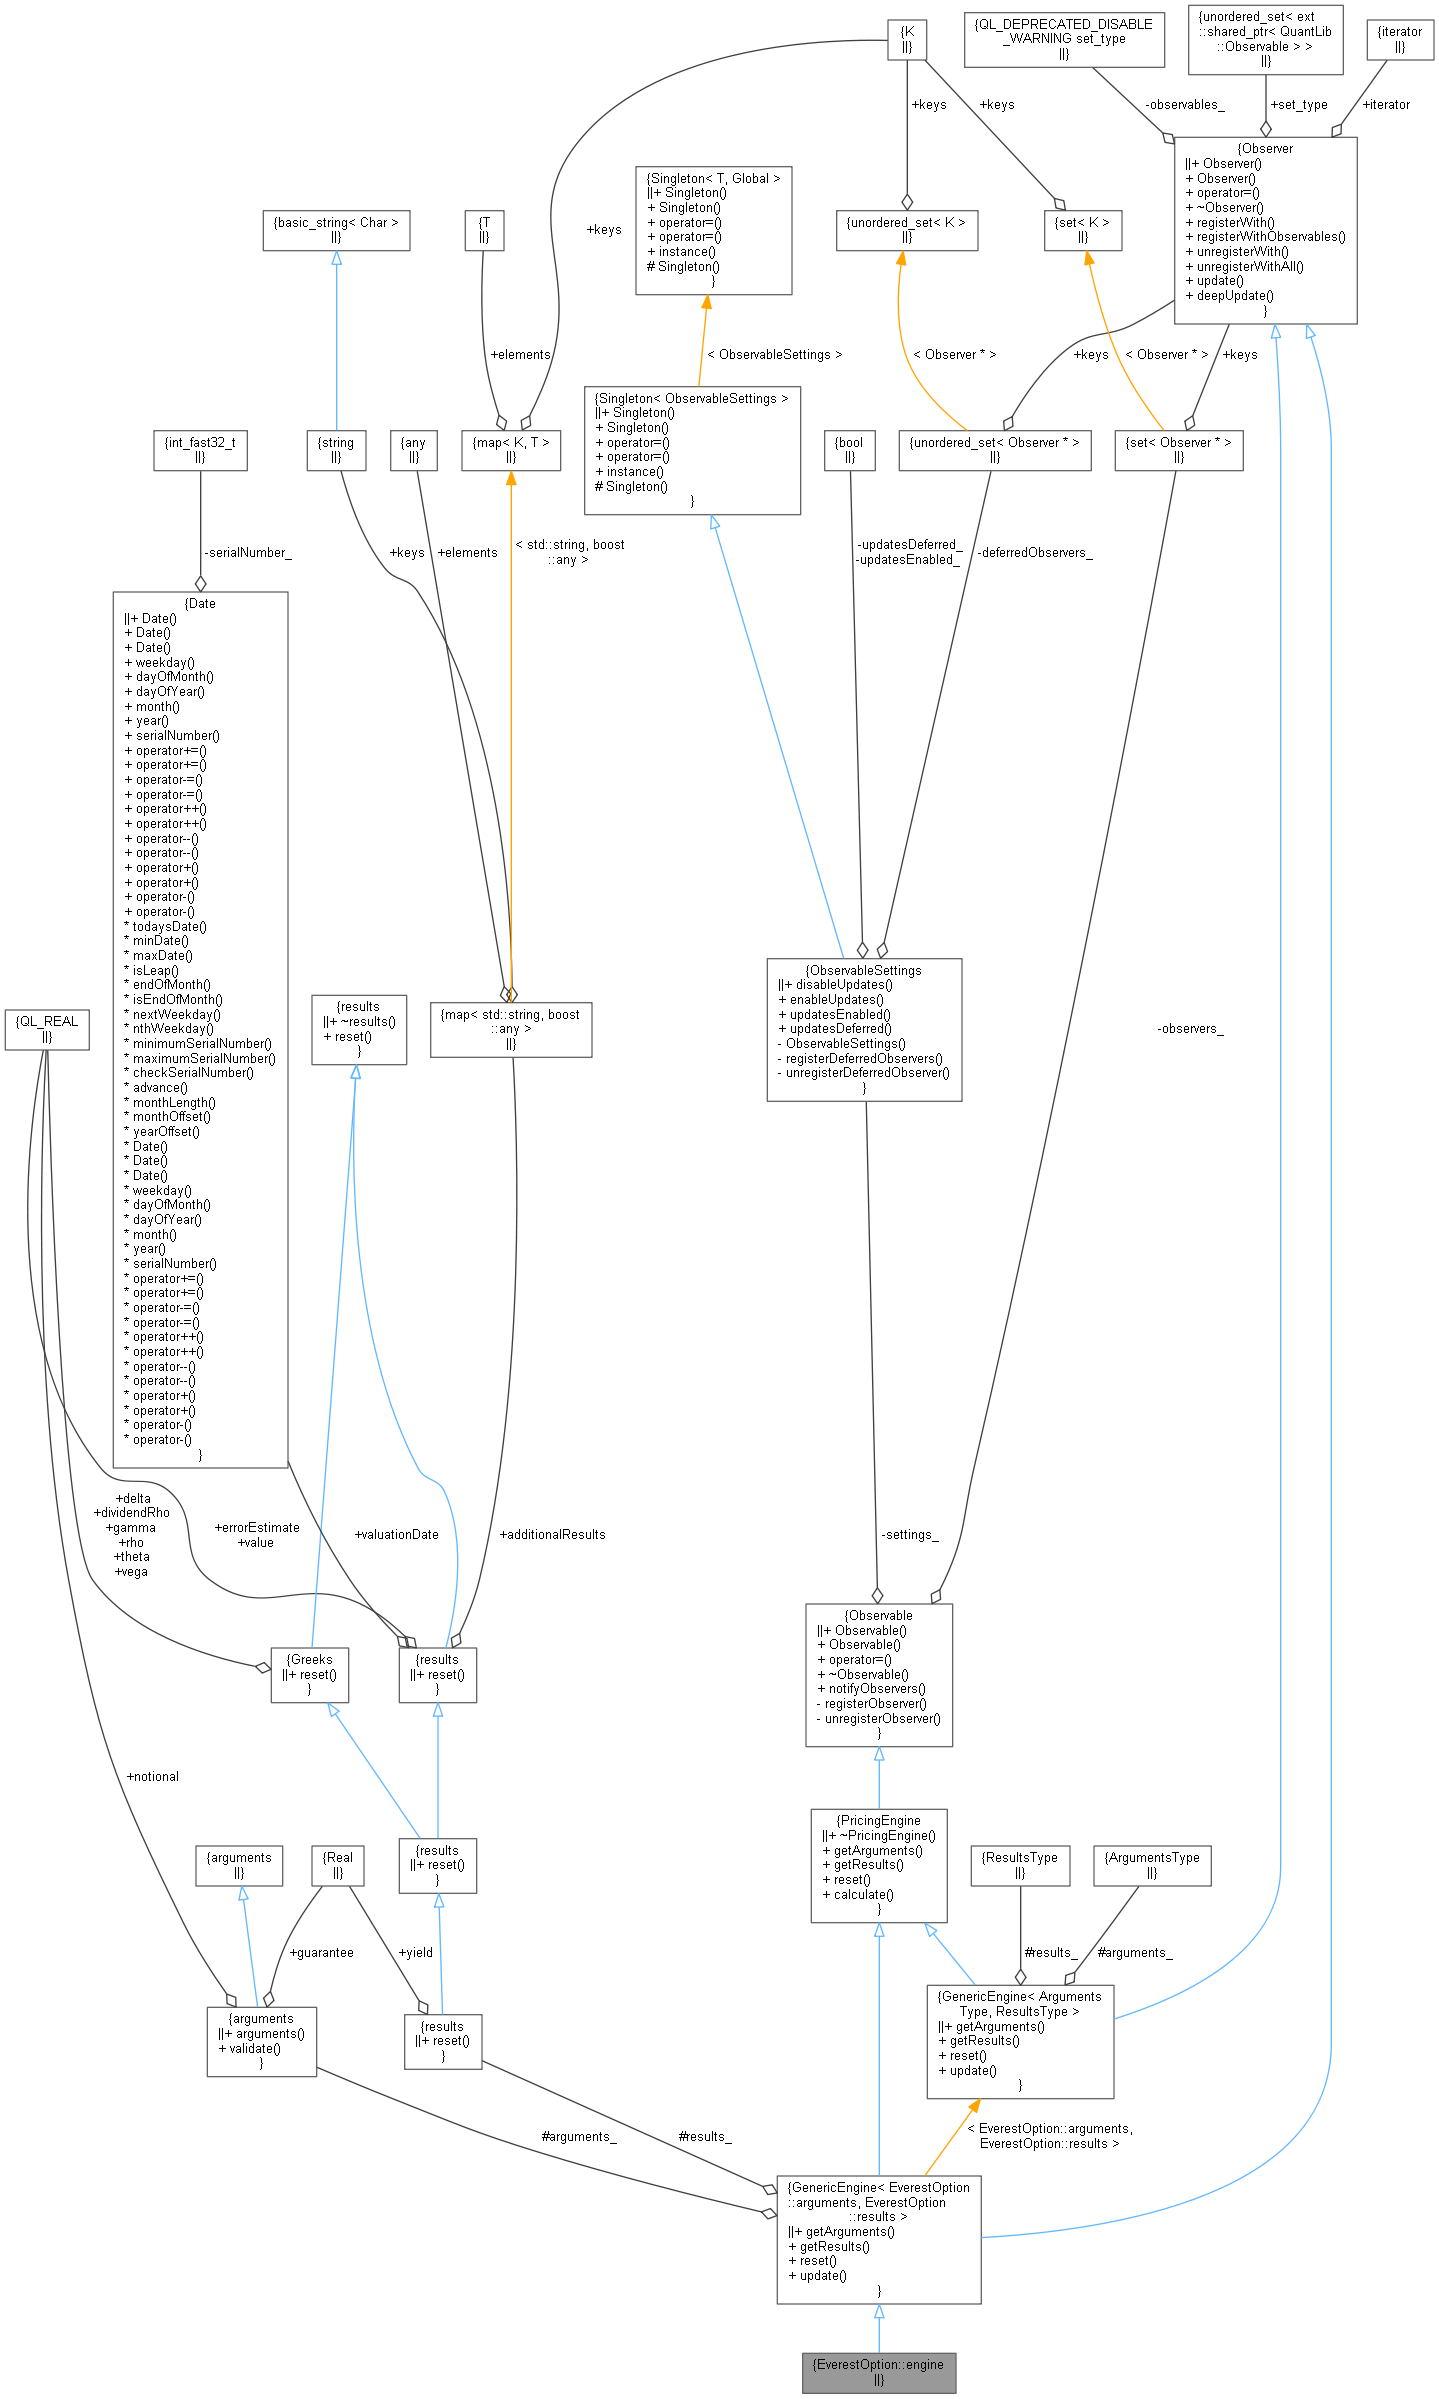 {K
||}
{QL_DEPRECATED_DISABLE
_WARNING set_type
||}
{unordered_set< ext
::shared_ptr< QuantLib
::Observable > >
||}
{iterator
||}
+keys
+keys
-observables_
+set_type
+iterator
{Observer
||+ Observer()
+ Observer()
+ operator=()
+ ~Observer()
+ registerWith()
+ registerWithObservables()
+ unregisterWith()
+ unregisterWithAll()
+ update()
+ deepUpdate()
}
{Singleton< T, Global >
||+ Singleton()
+ Singleton()
+ operator=()
+ operator=()
+ instance()
# Singleton()
}
{basic_string< Char >
||}
{T
||}
+keys
{unordered_set< K >
||}
{set< K >
||}
+elements
< ObservableSettings >
< Observer * >
+keys
< Observer * >
+keys
{Singleton< ObservableSettings >
||+ Singleton()
+ Singleton()
+ operator=()
+ operator=()
+ instance()
# Singleton()
}
{int_fast32_t
||}
{string
||}
{any
||}
{map< K, T >
||}
{bool
||}
{unordered_set< Observer * >
||}
{set< Observer * >
||}
-serialNumber_
+keys
+elements
< std::string, boost
::any >
-updatesDeferred_
-updatesEnabled_
-deferredObservers_
{Date
||+ Date()
+ Date()
+ Date()
+ weekday()
+ dayOfMonth()
+ dayOfYear()
+ month()
+ year()
+ serialNumber()
+ operator+=()
+ operator+=()
+ operator-=()
+ operator-=()
+ operator++()
+ operator++()
+ operator--()
+ operator--()
+ operator+()
+ operator+()
+ operator-()
+ operator-()
* todaysDate()
* minDate()
* maxDate()
* isLeap()
* endOfMonth()
* isEndOfMonth()
* nextWeekday()
* nthWeekday()
* minimumSerialNumber()
* maximumSerialNumber()
* checkSerialNumber()
* advance()
* monthLength()
* monthOffset()
* yearOffset()
* Date()
* Date()
* Date()
* weekday()
* dayOfMonth()
* dayOfYear()
* month()
* year()
* serialNumber()
* operator+=()
* operator+=()
* operator-=()
* operator-=()
* operator++()
* operator++()
* operator--()
* operator--()
* operator+()
* operator+()
* operator-()
* operator-()
}
{QL_REAL
||}
{results
||+ ~results()
+ reset()
}
{map< std::string, boost
::any >
||}
{ObservableSettings
||+ disableUpdates()
+ enableUpdates()
+ updatesEnabled()
+ updatesDeferred()
- ObservableSettings()
- registerDeferredObservers()
- unregisterDeferredObserver()
}
-observers_
+delta
+dividendRho
+gamma
+rho
+theta
+vega
+errorEstimate
+value
+valuationDate
+additionalResults
-settings_
{Greeks
||+ reset()
}
{results
||+ reset()
}
{Observable
||+ Observable()
+ Observable()
+ operator=()
+ ~Observable()
+ notifyObservers()
- registerObserver()
- unregisterObserver()
}
+notional
{arguments
||}
{Real
||}
{results
||+ reset()
}
{PricingEngine
||+ ~PricingEngine()
+ getArguments()
+ getResults()
+ reset()
+ calculate()
}
{ResultsType
||}
{ArgumentsType
||}
+guarantee
+yield
#results_
#arguments_
{arguments
||+ arguments()
+ validate()
}
{results
||+ reset()
}
{GenericEngine< Arguments
Type, ResultsType >
||+ getArguments()
+ getResults()
+ reset()
+ update()
}
#arguments_
#results_
< EverestOption::arguments,
EverestOption::results >
{GenericEngine< EverestOption
::arguments, EverestOption
::results >
||+ getArguments()
+ getResults()
+ reset()
+ update()
}
{EverestOption::engine
||}